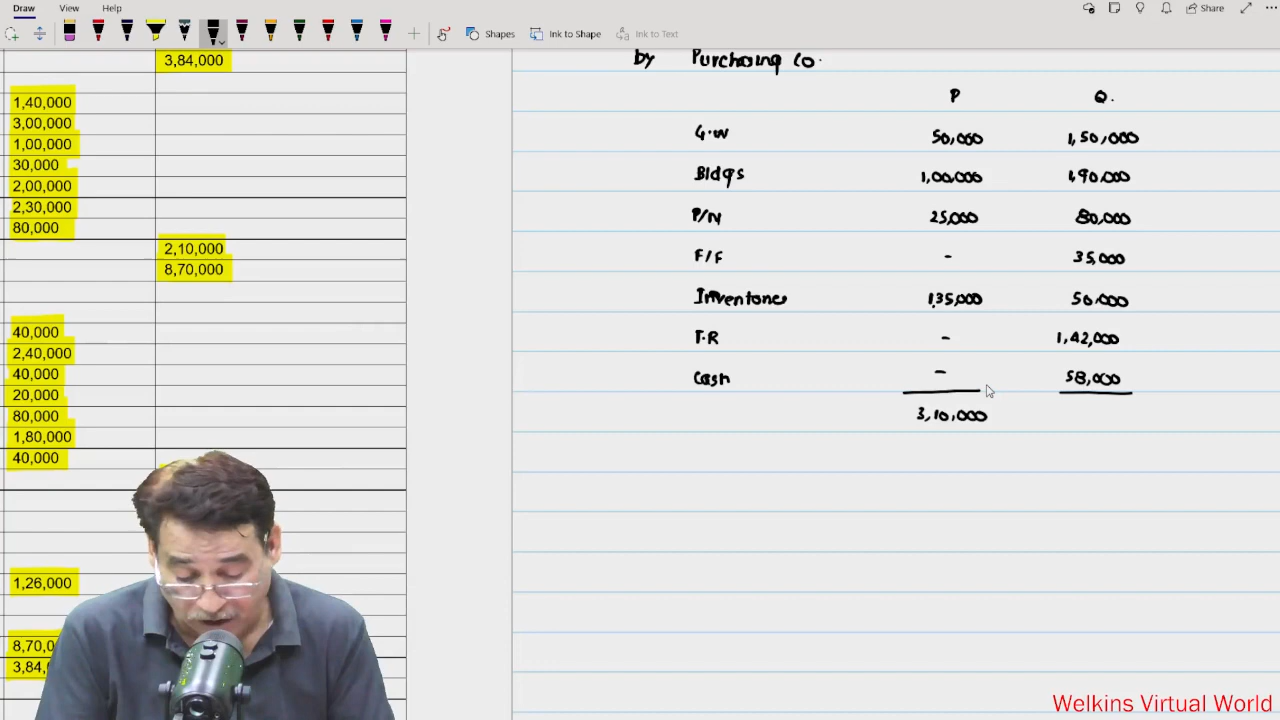 Draw View Help Share
Shapes Ink to Shape Ink to Text
3,84,000
1,40,000
3,00,000
1,00,000
30,000
2,00,000
2,30,000
80,000
2,10,000
8,70,000
40,000
2,40,000
40,000
20,000
80,000
1,80,000
40,000
1,26,000
8,70,0
3,84,
by Purchasing Co.
P Q.
G.W 50,000 1,50,000
Bldgs 1,00,000 1,90,000
P/M 25,000 80,000
F/F - 35,000
Inventories 1,35,000 50,000
T.R - 1,42,000
Cash - 58,000
3,10,000
Welkins Virtual World